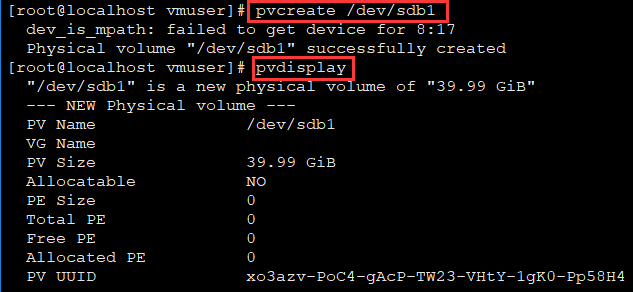 [root@localhost vmuser]# pvcreate /dev/sdb1
dev_is_mpath: failed to get device for 8:17
Physical volume "/dev/sdb1" successfully created
[root@localhost vmuser]# pvdisplay
"/dev/sdb1" is a new physical volume of "39.99 GiB"
--- NEW Physical volume ---
PV Name /dev/sdb1
VG Name
PV Size 39.99 GiB
Allocatable NO
PE Size 0
Total PE 0
Free PE 0
Allocated PE 0
PV UUID xo3azv-PoC4-gAcP-TW23-VHtY-1gK0-Pp58H4